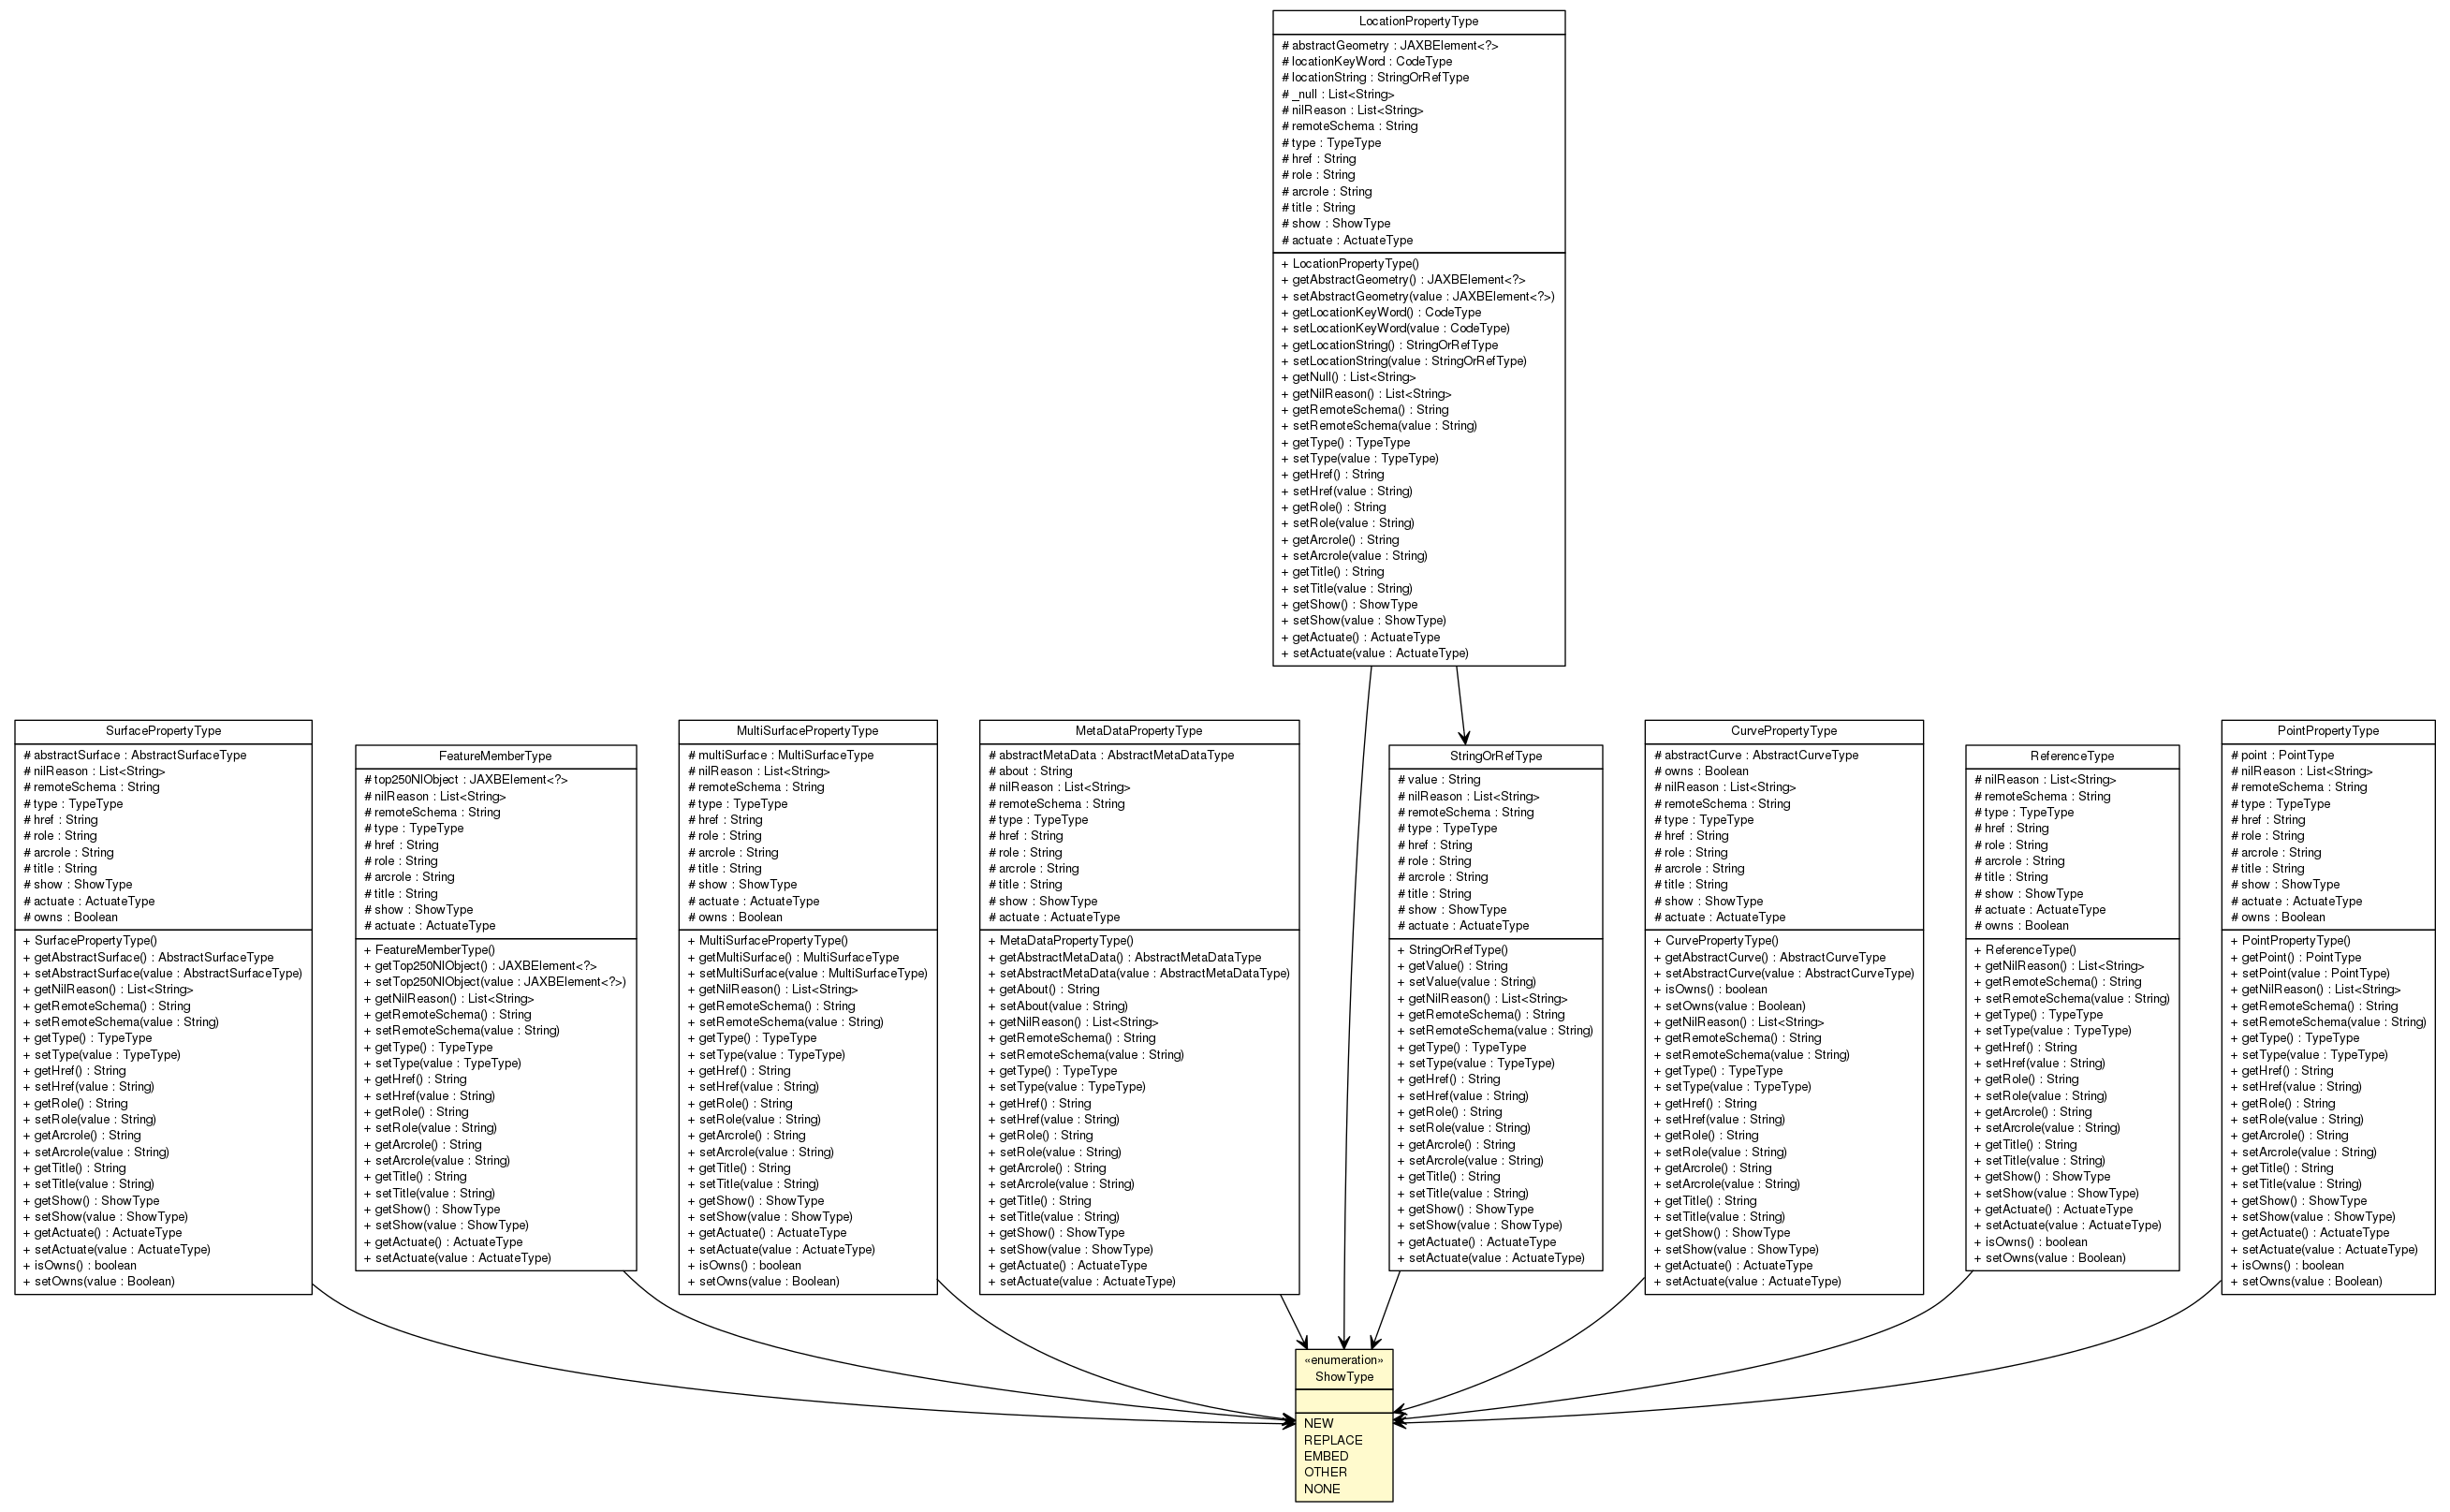 LocationPropertyType
# abstractGeometry : JAXBElement<?>
# locationKeyWord : CodeType
# locationString : StringOrRefType
# _null : List<String>
# nilReason : List<String>
# remoteSchema : String
# type : TypeType
# href : String
# role : String
# arcrole : String
# title : String
# show : ShowType
# actuate : ActuateType
+ LocationPropertyType()
+ getAbstractGeometry() : JAXBElement<?>
+ setAbstractGeometry(value : JAXBElement<?>)
+ getLocationKeyWord() : CodeType
+ setLocationKeyWord(value : CodeType)
+ getLocationString() : StringOrRefType
+ setLocationString(value : StringOrRefType)
+ getNull() : List<String>
+ getNilReason() : List<String>
+ getRemoteSchema() : String
+ setRemoteSchema(value : String)
+ getType() : TypeType
+ setType(value : TypeType)
+ getHref() : String
+ setHref(value : String)
+ getRole() : String
+ setRole(value : String)
+ getArcrole() : String
+ setArcrole(value : String)
+ getTitle() : String
+ setTitle(value : String)
+ getShow() : ShowType
+ setShow(value : ShowType)
+ getActuate() : ActuateType
+ setActuate(value : ActuateType)
SurfacePropertyType
# abstractSurface : AbstractSurfaceType
# nilReason : List<String>
# remoteSchema : String
# type : TypeType
# href : String
# role : String
# arcrole : String
# title : String
# show : ShowType
# actuate : ActuateType
# owns : Boolean
+ SurfacePropertyType()
+ getAbstractSurface() : AbstractSurfaceType
+ setAbstractSurface(value : AbstractSurfaceType)
+ getNilReason() : List<String>
+ getRemoteSchema() : String
+ setRemoteSchema(value : String)
+ getType() : TypeType
+ setType(value : TypeType)
+ getHref() : String
+ setHref(value : String)
+ getRole() : String
+ setRole(value : String)
+ getArcrole() : String
+ setArcrole(value : String)
+ getTitle() : String
+ setTitle(value : String)
+ getShow() : ShowType
+ setShow(value : ShowType)
+ getActuate() : ActuateType
+ setActuate(value : ActuateType)
+ isOwns() : boolean
+ setOwns(value : Boolean)
FeatureMemberType
# top250NlObject : JAXBElement<?>
# nilReason : List<String>
# remoteSchema : String
# type : TypeType
# href : String
# role : String
# arcrole : String
# title : String
# show : ShowType
# actuate : ActuateType
+ FeatureMemberType()
+ getTop250NlObject() : JAXBElement<?>
+ setTop250NlObject(value : JAXBElement<?>)
+ getNilReason() : List<String>
+ getRemoteSchema() : String
+ setRemoteSchema(value : String)
+ getType() : TypeType
+ setType(value : TypeType)
+ getHref() : String
+ setHref(value : String)
+ getRole() : String
+ setRole(value : String)
+ getArcrole() : String
+ setArcrole(value : String)
+ getTitle() : String
+ setTitle(value : String)
+ getShow() : ShowType
+ setShow(value : ShowType)
+ getActuate() : ActuateType
+ setActuate(value : ActuateType)
MultiSurfacePropertyType
# multiSurface : MultiSurfaceType
# nilReason : List<String>
# remoteSchema : String
# type : TypeType
# href : String
# role : String
# arcrole : String
# title : String
# show : ShowType
# actuate : ActuateType
# owns : Boolean
+ MultiSurfacePropertyType()
+ getMultiSurface() : MultiSurfaceType
+ setMultiSurface(value : MultiSurfaceType)
+ getNilReason() : List<String>
+ getRemoteSchema() : String
+ setRemoteSchema(value : String)
+ getType() : TypeType
+ setType(value : TypeType)
+ getHref() : String
+ setHref(value : String)
+ getRole() : String
+ setRole(value : String)
+ getArcrole() : String
+ setArcrole(value : String)
+ getTitle() : String
+ setTitle(value : String)
+ getShow() : ShowType
+ setShow(value : ShowType)
+ getActuate() : ActuateType
+ setActuate(value : ActuateType)
+ isOwns() : boolean
+ setOwns(value : Boolean)
MetaDataPropertyType
# abstractMetaData : AbstractMetaDataType
# about : String
# nilReason : List<String>
# remoteSchema : String
# type : TypeType
# href : String
# role : String
# arcrole : String
# title : String
# show : ShowType
# actuate : ActuateType
+ MetaDataPropertyType()
+ getAbstractMetaData() : AbstractMetaDataType
+ setAbstractMetaData(value : AbstractMetaDataType)
+ getAbout() : String
+ setAbout(value : String)
+ getNilReason() : List<String>
+ getRemoteSchema() : String
+ setRemoteSchema(value : String)
+ getType() : TypeType
+ setType(value : TypeType)
+ getHref() : String
+ setHref(value : String)
+ getRole() : String
+ setRole(value : String)
+ getArcrole() : String
+ setArcrole(value : String)
+ getTitle() : String
+ setTitle(value : String)
+ getShow() : ShowType
+ setShow(value : ShowType)
+ getActuate() : ActuateType
+ setActuate(value : ActuateType)
StringOrRefType
# value : String
# nilReason : List<String>
# remoteSchema : String
# type : TypeType
# href : String
# role : String
# arcrole : String
# title : String
# show : ShowType
# actuate : ActuateType
+ StringOrRefType()
+ getValue() : String
+ setValue(value : String)
+ getNilReason() : List<String>
+ getRemoteSchema() : String
+ setRemoteSchema(value : String)
+ getType() : TypeType
+ setType(value : TypeType)
+ getHref() : String
+ setHref(value : String)
+ getRole() : String
+ setRole(value : String)
+ getArcrole() : String
+ setArcrole(value : String)
+ getTitle() : String
+ setTitle(value : String)
+ getShow() : ShowType
+ setShow(value : ShowType)
+ getActuate() : ActuateType
+ setActuate(value : ActuateType)
CurvePropertyType
# abstractCurve : AbstractCurveType
# owns : Boolean
# nilReason : List<String>
# remoteSchema : String
# type : TypeType
# href : String
# role : String
# arcrole : String
# title : String
# show : ShowType
# actuate : ActuateType
+ CurvePropertyType()
+ getAbstractCurve() : AbstractCurveType
+ setAbstractCurve(value : AbstractCurveType)
+ isOwns() : boolean
+ setOwns(value : Boolean)
+ getNilReason() : List<String>
+ getRemoteSchema() : String
+ setRemoteSchema(value : String)
+ getType() : TypeType
+ setType(value : TypeType)
+ getHref() : String
+ setHref(value : String)
+ getRole() : String
+ setRole(value : String)
+ getArcrole() : String
+ setArcrole(value : String)
+ getTitle() : String
+ setTitle(value : String)
+ getShow() : ShowType
+ setShow(value : ShowType)
+ getActuate() : ActuateType
+ setActuate(value : ActuateType)
ReferenceType
# nilReason : List<String>
# remoteSchema : String
# type : TypeType
# href : String
# role : String
# arcrole : String
# title : String
# show : ShowType
# actuate : ActuateType
# owns : Boolean
+ ReferenceType()
+ getNilReason() : List<String>
+ getRemoteSchema() : String
+ setRemoteSchema(value : String)
+ getType() : TypeType
+ setType(value : TypeType)
+ getHref() : String
+ setHref(value : String)
+ getRole() : String
+ setRole(value : String)
+ getArcrole() : String
+ setArcrole(value : String)
+ getTitle() : String
+ setTitle(value : String)
+ getShow() : ShowType
+ setShow(value : ShowType)
+ getActuate() : ActuateType
+ setActuate(value : ActuateType)
+ isOwns() : boolean
+ setOwns(value : Boolean)
PointPropertyType
# point : PointType
# nilReason : List<String>
# remoteSchema : String
# type : TypeType
# href : String
# role : String
# arcrole : String
# title : String
# show : ShowType
# actuate : ActuateType
# owns : Boolean
+ PointPropertyType()
+ getPoint() : PointType
+ setPoint(value : PointType)
+ getNilReason() : List<String>
+ getRemoteSchema() : String
+ setRemoteSchema(value : String)
+ getType() : TypeType
+ setType(value : TypeType)
+ getHref() : String
+ setHref(value : String)
+ getRole() : String
+ setRole(value : String)
+ getArcrole() : String
+ setArcrole(value : String)
+ getTitle() : String
+ setTitle(value : String)
+ getShow() : ShowType
+ setShow(value : ShowType)
+ getActuate() : ActuateType
+ setActuate(value : ActuateType)
+ isOwns() : boolean
+ setOwns(value : Boolean)
«enumeration»
ShowType
NEW
REPLACE
EMBED
OTHER
NONE